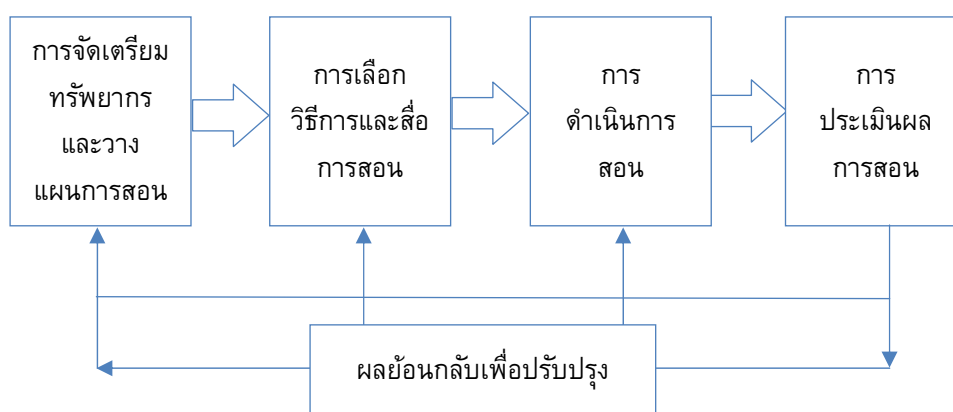 การจัดเตรียม
ทรัพยากร
และวาง
แผนการสอน
การเลือก
วิธีการและสื่อ
การสอน
การ
ดำเนินการ
สอน
การ
ประเมินผล
การสอน
ผลย้อนกลับเพื่อปรับปรุง